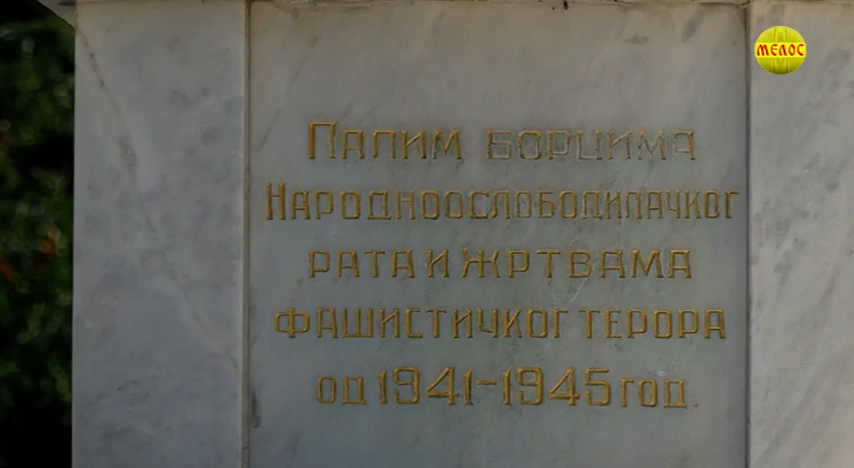 МЕЛОС
Палим борцима
Народноослободилачког
рата и жртвама
фашистичког терора
од 1941-1945 год.